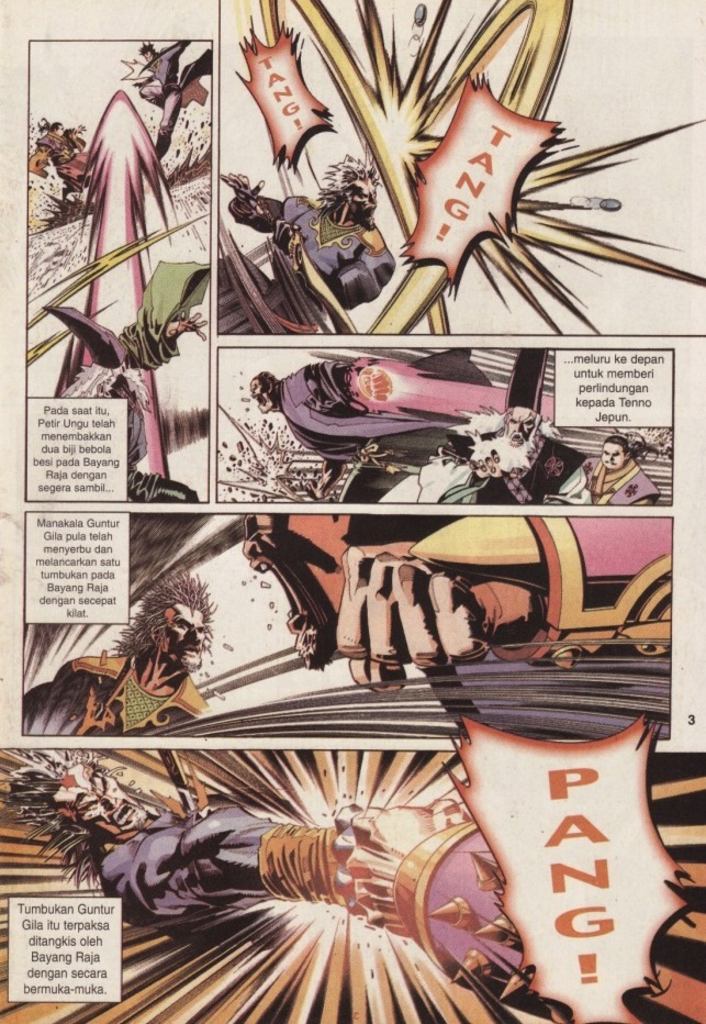 TANG!
TANG!
Pada saat itu,
Petir Ungu telah
menembakkan
dua biji bebola
besi pada Bayang
Raja dengan
segera sambil...
...meluru ke depan
untuk memberi
perlindungan
kepada Tenno
Jepun.
Manakala Guntur
Gila pula telah
menyerbu dan
melancarkan satu
tumbukan pada
Bayang Raja
dengan secepat
kilat.
3
PANG!
Tumbukan Guntur
Gila itu terpaksa
ditangkis oleh
Bayang Raja
dengan secara
bermuka-muka.